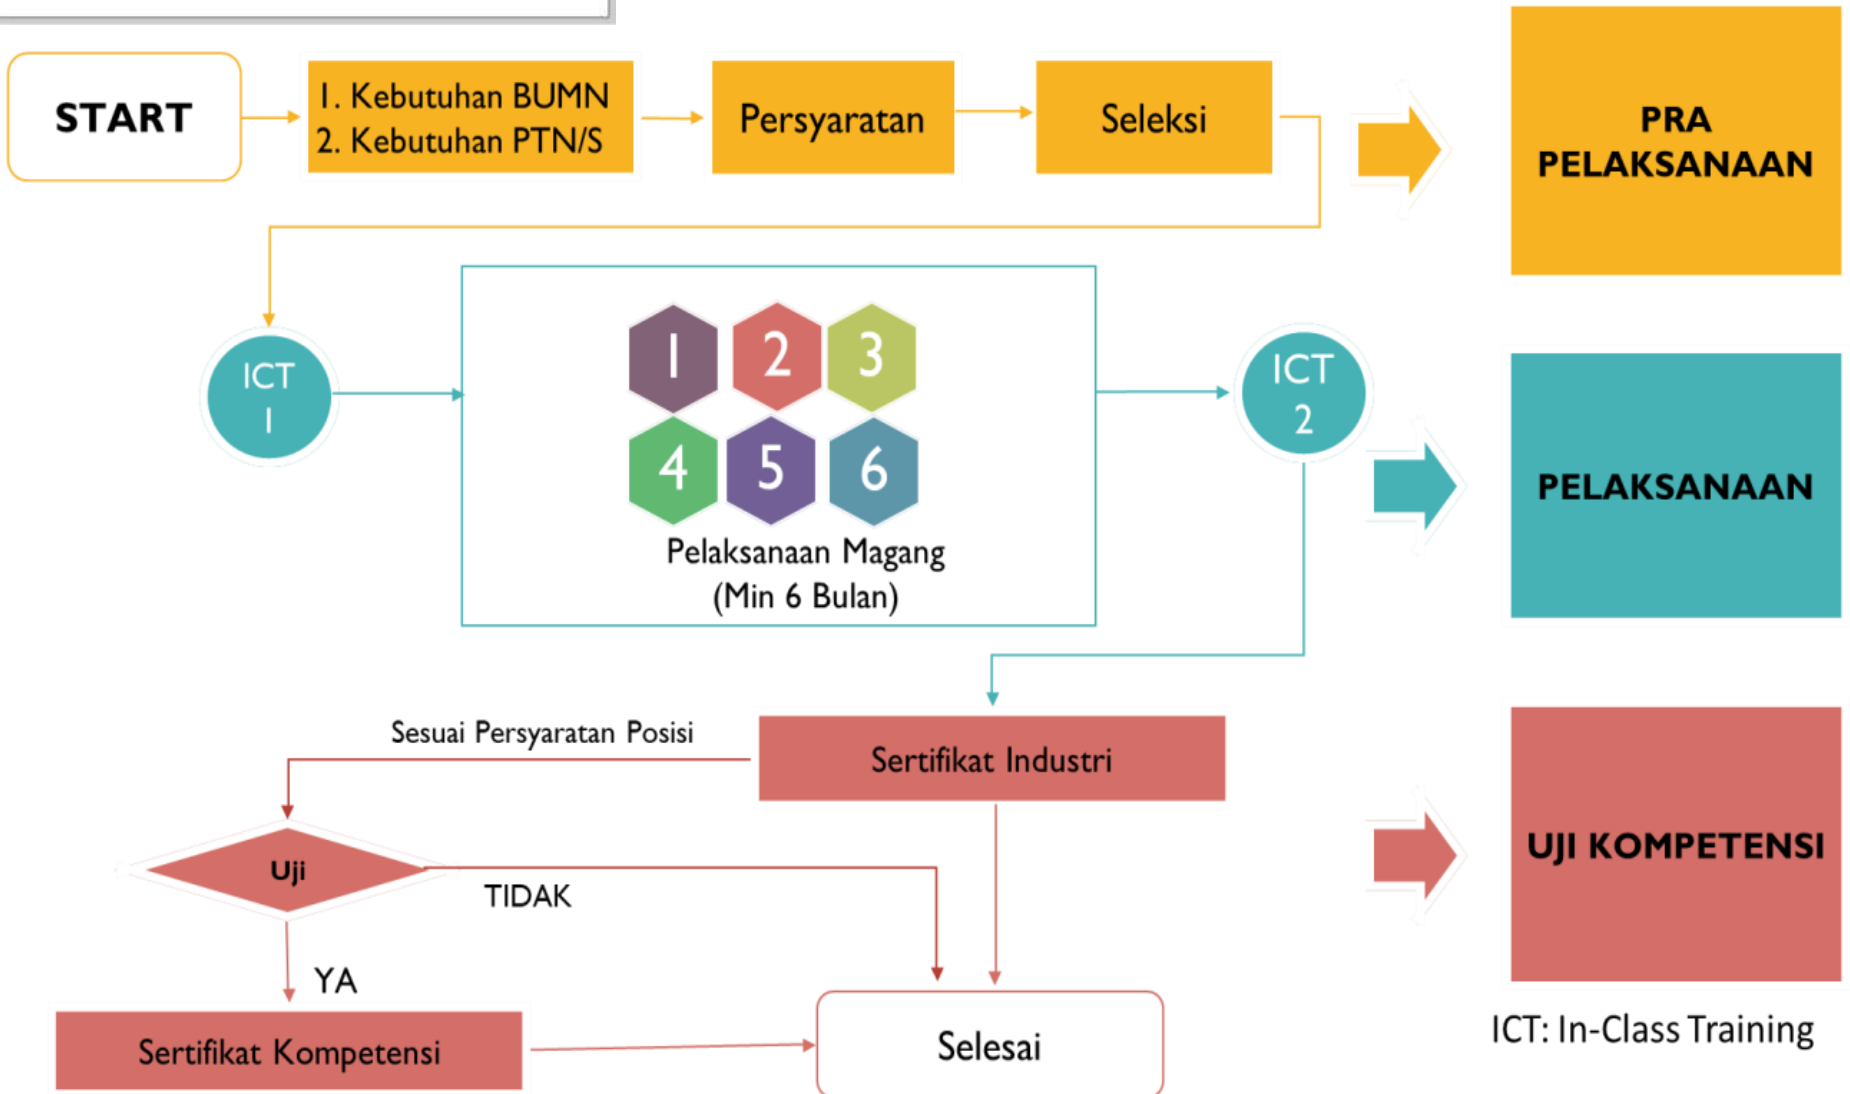 START
1. Kebutuhan BUMN
2. Kebutuhan PTN/S
Persyaratan
Seleksi
PRA
PELAKSANAAN
ICT
1
1
2
3
4
5
6
Pelaksanaan Magang
(Min 6 Bulan)
ICT
2
PELAKSANAAN
Sesuai Persyaratan Posisi
Sertifikat Industri
Uji
TIDAK
YA
UJI KOMPETENSI
Sertifikat Kompetensi
Selesai
ICT: In-Class Training